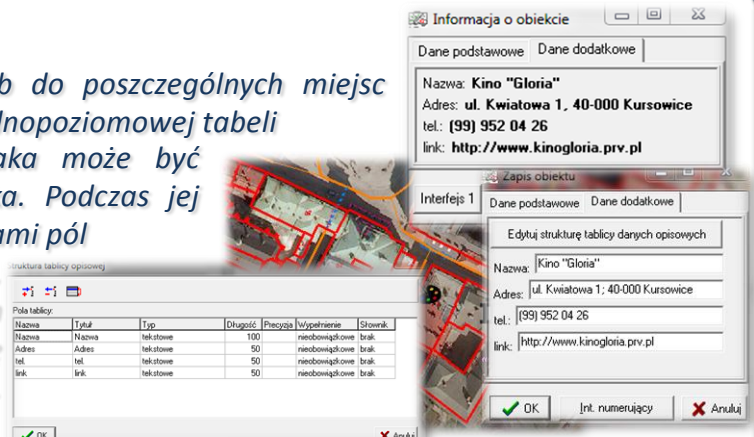 b do poszczególnych miejsc
dnopoziomowej tabeli
aka może być
ka. Podczas jej
ami pól
Informacja o obiekcie
Dane podstawowe Dane dodatkowe
Nazwa: Kino "Gloria"
Adres: ul. Kwiatowa 1, 40-000 Kursowice
tel.: (99) 952 04 26
link: http://www.kinogloria.prv.pl
Interfejs 1
Zapis obiektu
Dane podstawowe Dane dodatkowe
Edytuj strukturę tablicy danych opisowych
Nazwa: Kino "Gloria"
Adres: ul. Kwiatowa 1; 40-000 Kursowice
tel.: (99) 952 04 26
link: http://www.kinogloria.prv.pl
OK Int. numerujący Anuluj
truktura tablicy opisowej
Pola tablicy:
Nazwa Tytuł Typ Długość Precyzja Wypełnienie Słownik
Nazwa Nazwa tekstowe 100 nieobowiązkowe brak
Adres Adres tekstowe 50 nieobowiązkowe brak
tel. tel. tekstowe 50 nieobowiązkowe brak
link link tekstowe 50 nieobowiązkowe brak
OK Anuluj